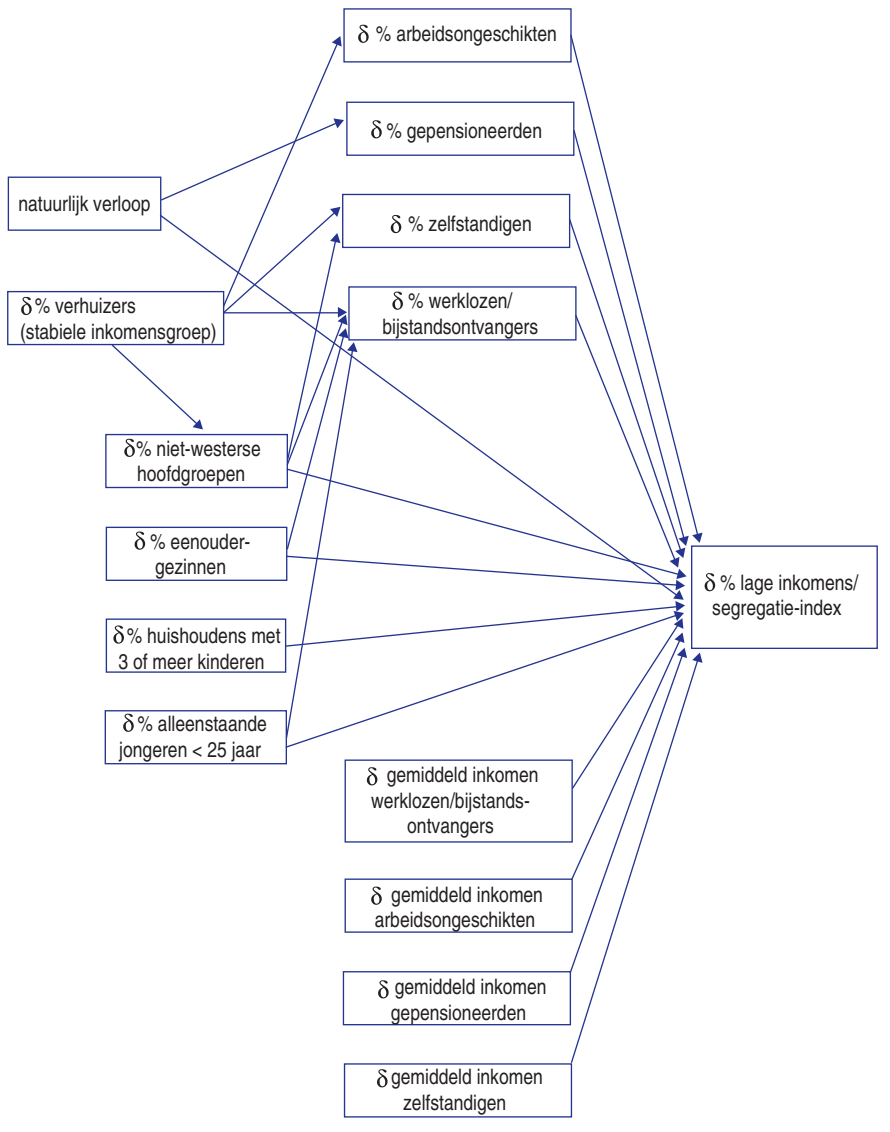 δ % arbeidsongeschikten
δ % gepensioneerden
natuurlijk verloop
δ % zelfstandigen
δ % verhuizers
(stabiele inkomensgroep)
δ % werklozen/
bijstandsontvangers
δ % niet-westerse
hoofdgroepen
δ % eenouder-
gezinnen
δ % lage inkomens/
segregatie-index
δ % huishoudens met
3 of meer kinderen
δ % alleenstaande
jongeren < 25 jaar
δ gemiddeld inkomen
werklozen/bijstands-
ontvangers
δ gemiddeld inkomen
arbeidsongeschikten
δ gemiddeld inkomen
gepensioneerden
δ gemiddeld inkomen
zelfstandigen